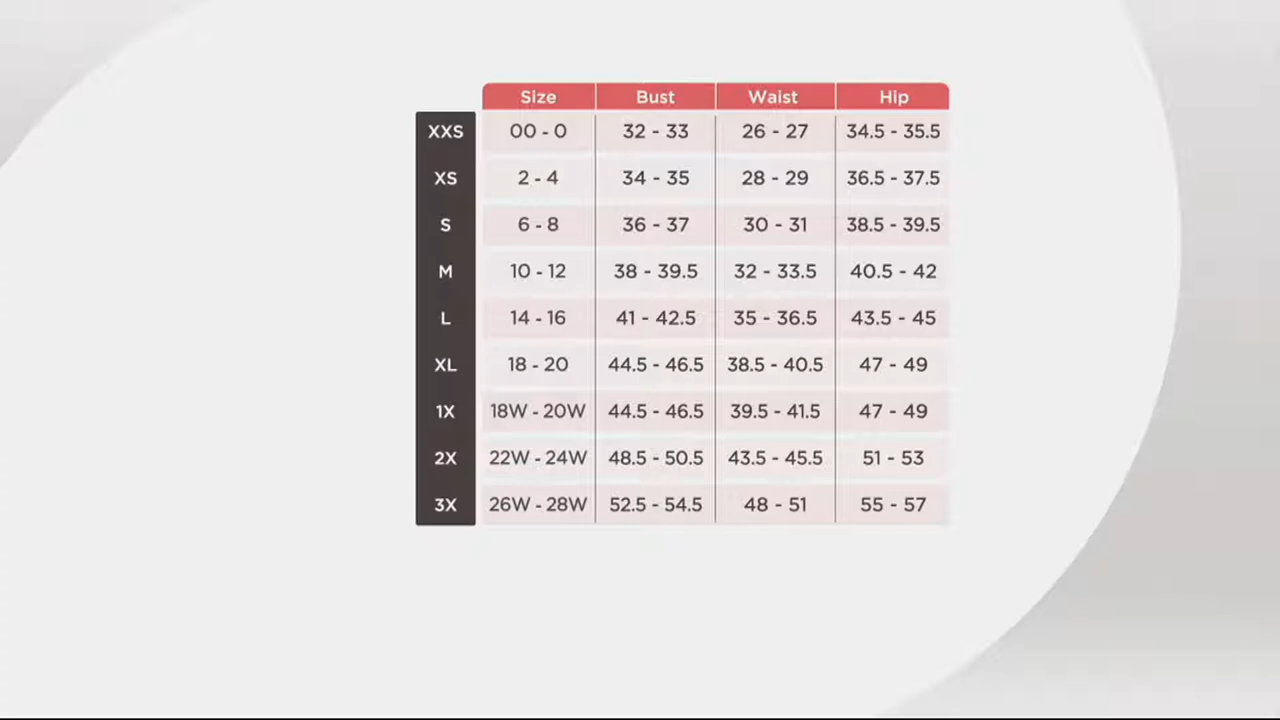 Size Bust Waist Hip
XXS 00 - 0 32 - 33 26 - 27 34.5 - 35.5
XS 2 - 4 34 - 35 28 - 29 36.5 - 37.5
S 6 - 8 36 - 37 30 - 31 38.5 - 39.5
M 10 - 12 38 - 39.5 32 - 33.5 40.5 - 42
L 14 - 16 41 - 42.5 35 - 36.5 43.5 - 45
XL 18 - 20 44.5 - 46.5 38.5 - 40.5 47 - 49
1X 18W - 20W 44.5 - 46.5 39.5 - 41.5 47 - 49
2X 22W - 24W 48.5 - 50.5 43.5 - 45.5 51 - 53
3X 26W - 28W 52.5 - 54.5 48 - 51 55 - 57